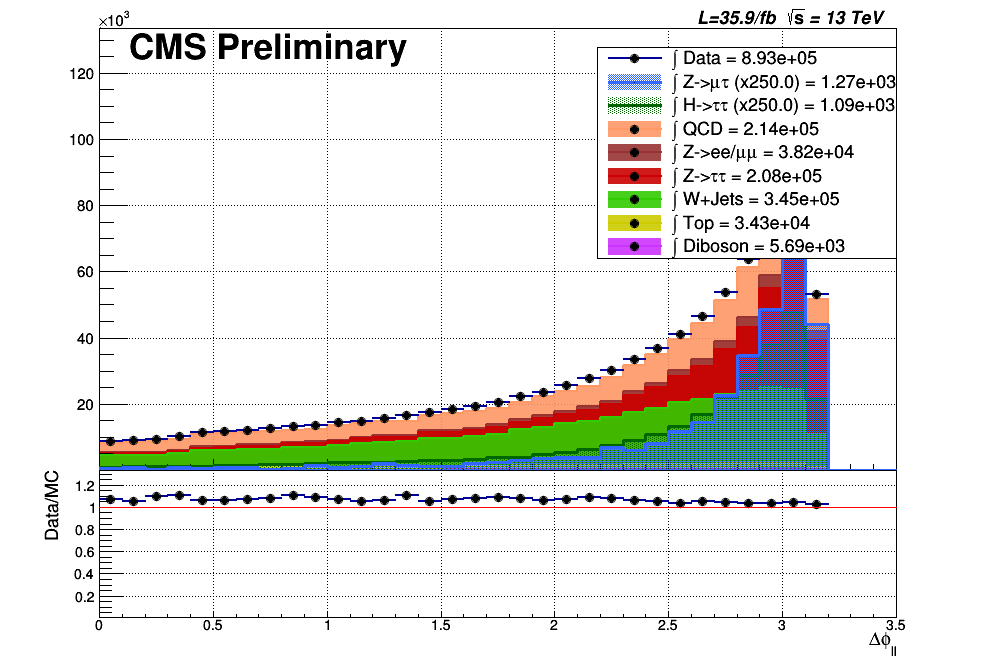 ×10³
L=35.9/fb √s = 13 TeV
CMS Preliminary
∫ Data = 8.93e+05
∫ Z->μτ (x250.0) = 1.27e+03
∫ H->ττ (x250.0) = 1.09e+03
∫ QCD = 2.14e+05
∫ Z->ee/μμ = 3.82e+04
∫ Z->ττ = 2.08e+05
∫ W+Jets = 3.45e+05
∫ Top = 3.43e+04
∫ Diboson = 5.69e+03
120
100
80
60
40
20
Data/MC
1.2
1
0.8
0.6
0.4
0.2
0 0.5 1 1.5 2 2.5 3 3.5
Δϕ_||